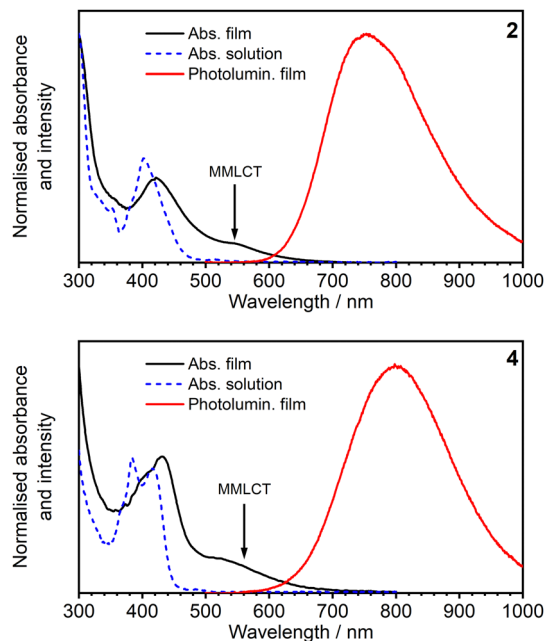 2
Abs. film
Abs. solution
Photolumin. film
MMLCT
Normalised absorbance
and intensity
300 400 500 600 700 800 900 1000
Wavelength / nm
4
Abs. film
Abs. solution
Photolumin. film
MMLCT
Normalised absorbance
and intensity
300 400 500 600 700 800 900 1000
Wavelength / nm